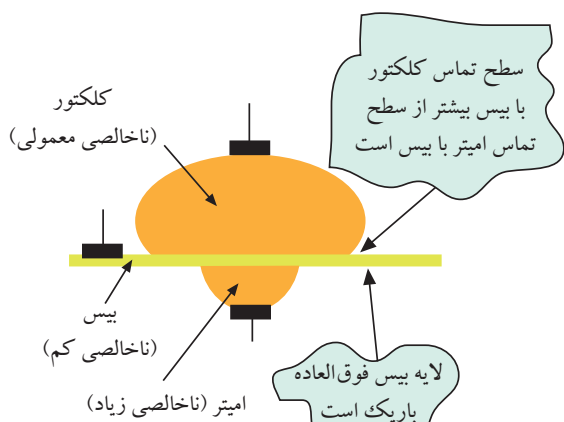 سطح تماس کلکتور
با بیس بیشتر از سطح
تماس امیتر با بیس است
کلکتور
(ناخالصی معمولی)
بیس
(ناخالصی کم)
امیتر (ناخالصی زیاد)
لایه بیس فوق‌العاده
باریک است